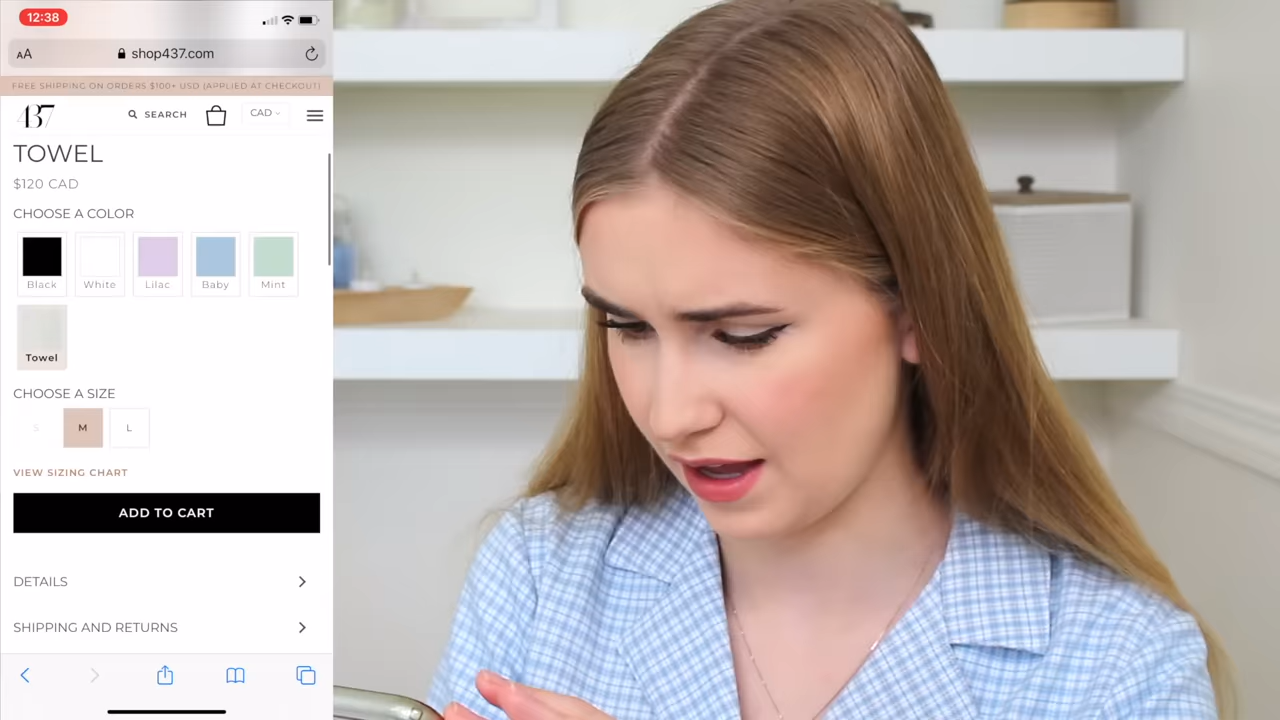 12:38
AA shop437.com
FREE SHIPPING ON ORDERS $100+ USD (APPLIED AT CHECKOUT)
437 SEARCH CAD
TOWEL
$120 CAD
CHOOSE A COLOR
Black White Lilac Baby Mint
Towel
CHOOSE A SIZE
S M L
VIEW SIZING CHART
ADD TO CART
DETAILS
SHIPPING AND RETURNS